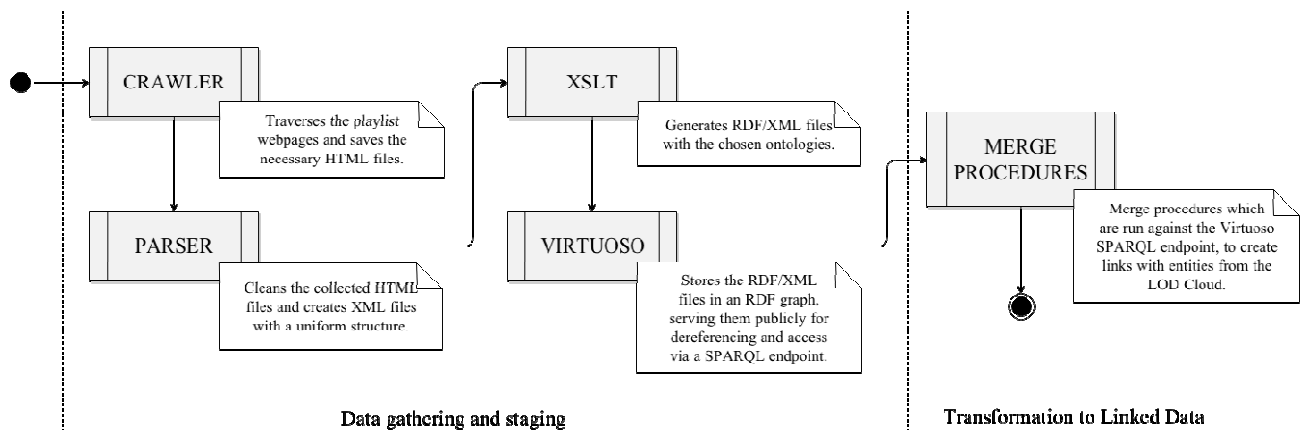 CRAWLER
Traverses the playlist
webpages and saves the
necessary HTML files.
PARSER
Cleans the collected HTML
files and creates XML files
with a uniform structure
XSLT
Generates RDF/XML files
with the chosen ontologies.
VIRTUOSO
Stores the RDF/XML
files in an RDF graph,
serving them publicly for
dereferencing and access
via a SPARQL endpoint.
MERGE
PROCEDURES
Merge procedures which
are run against the Virtuoso
SPARQL endpoint, to create
links with entities from the
LOD Cloud.
Data gathering and staging
Transformation to Linked Data